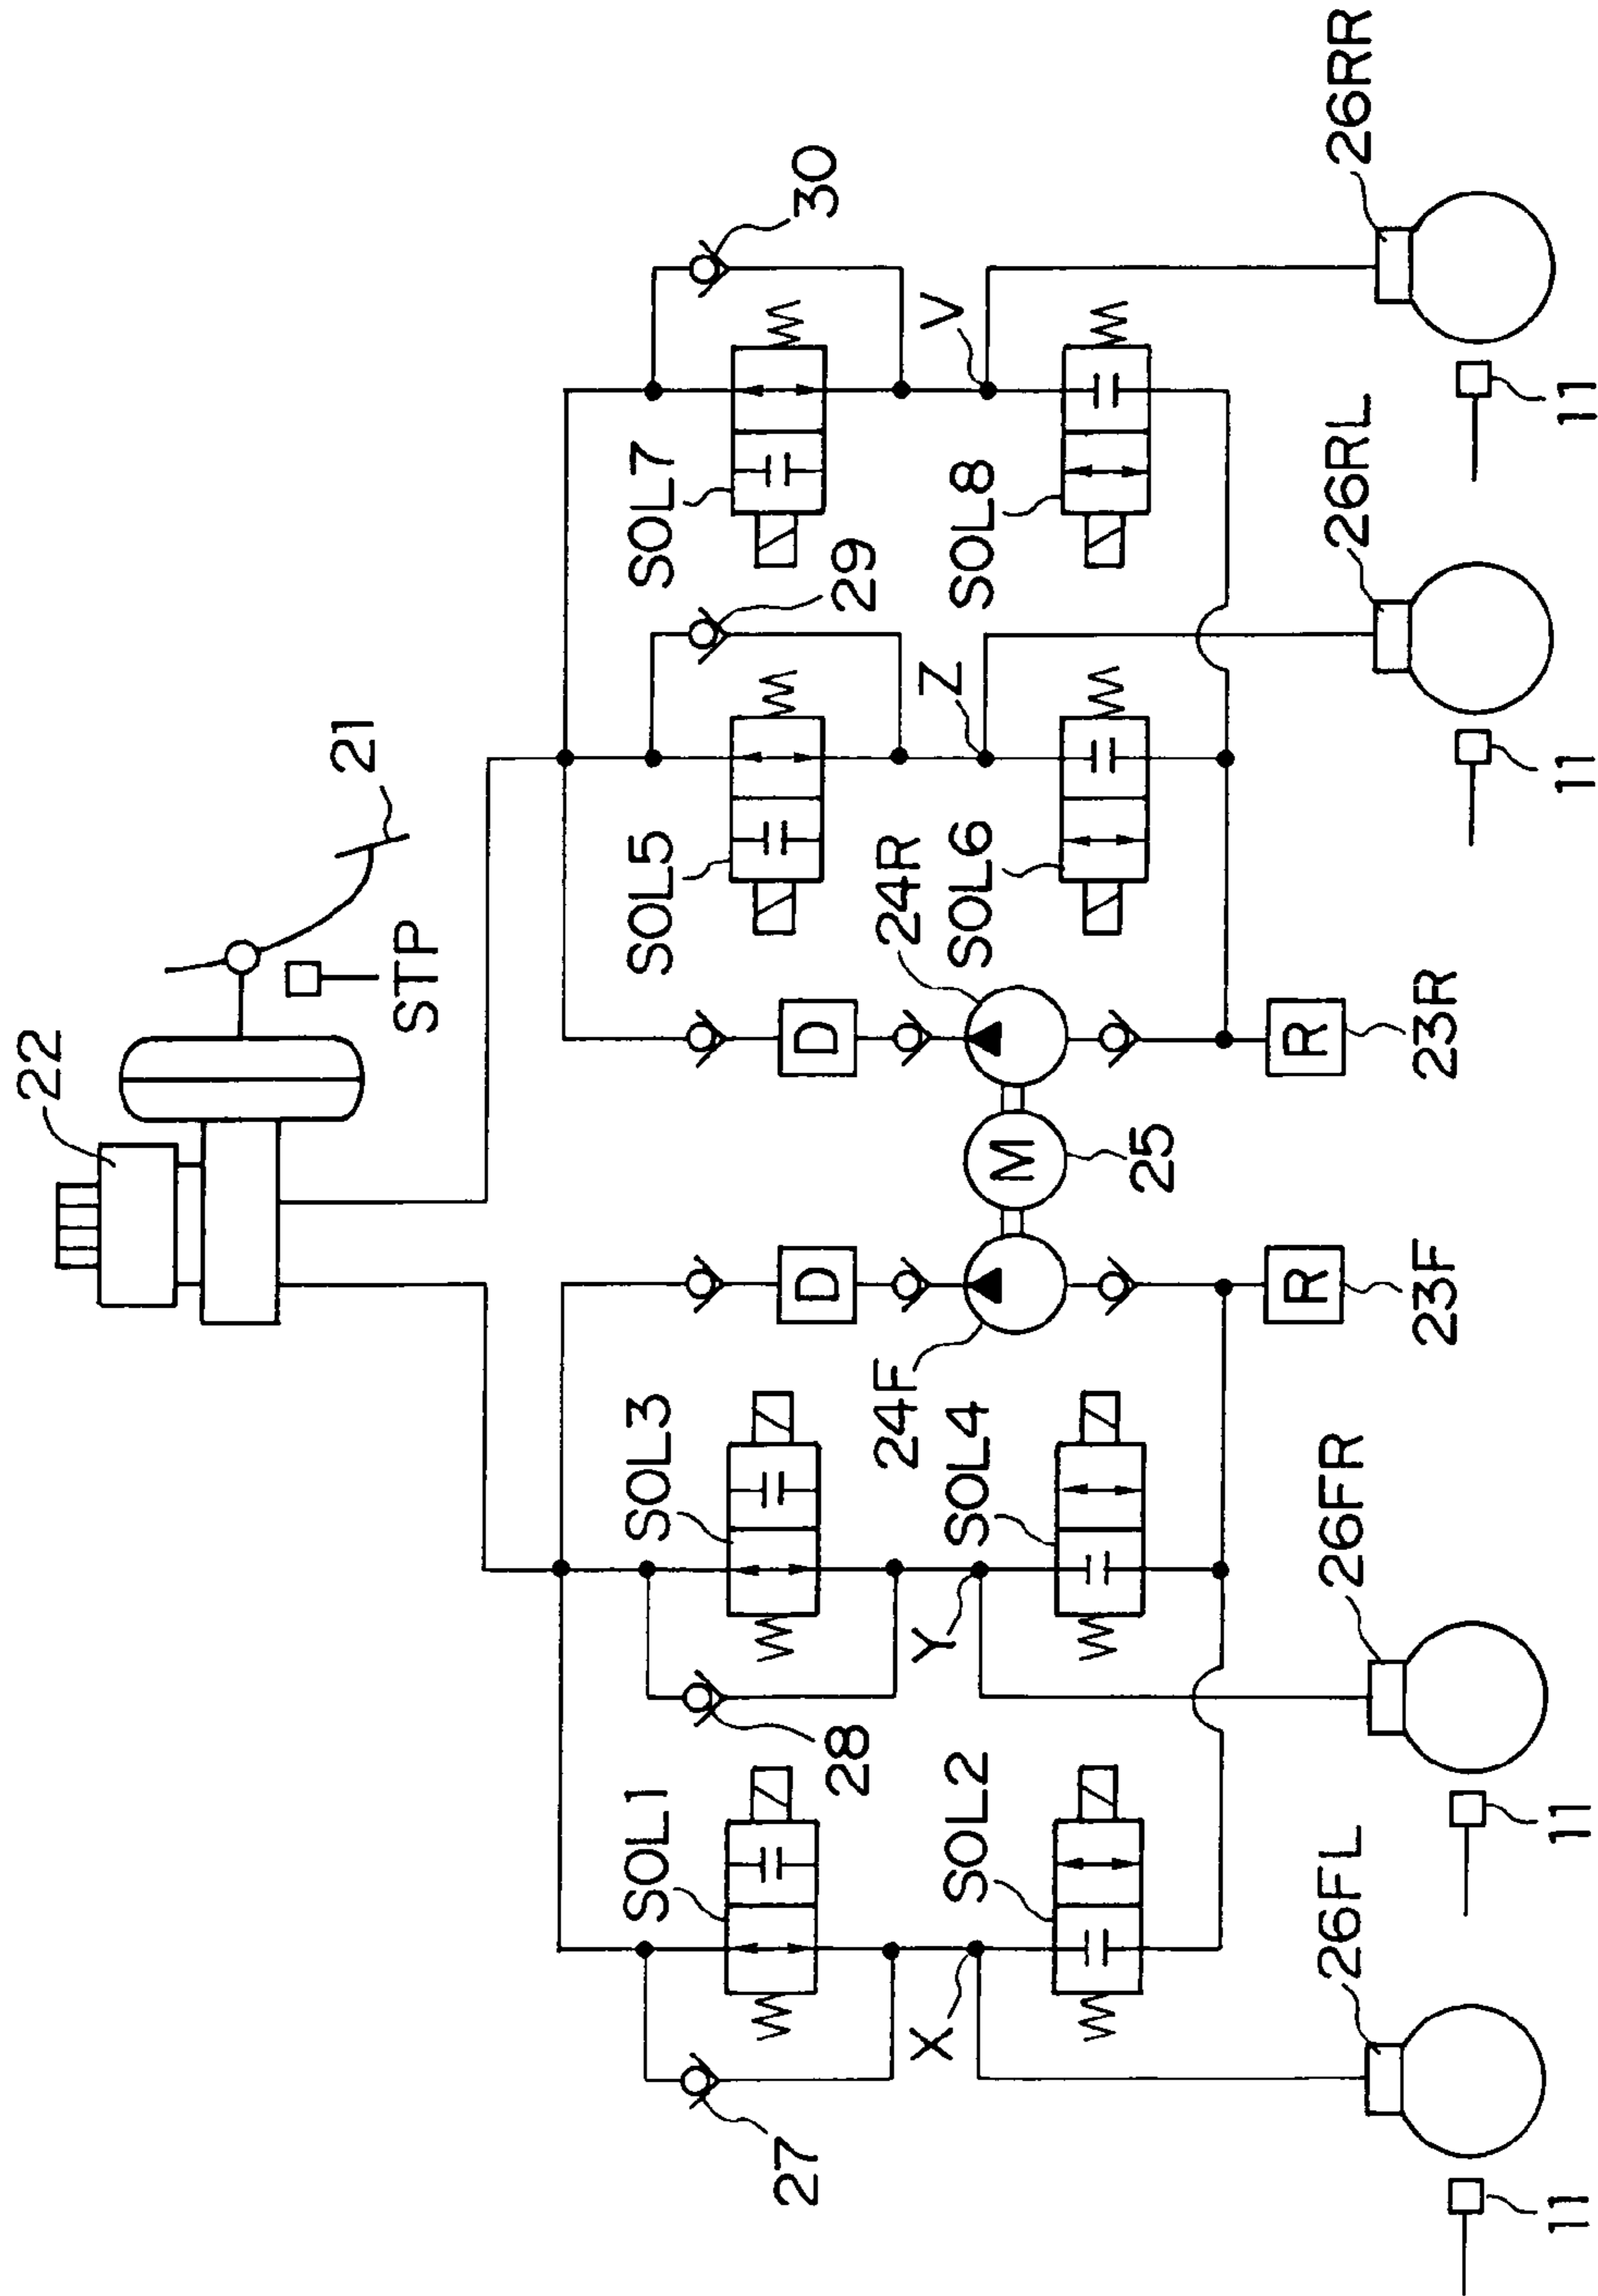 22
21
STP
30
SOL1
SOL3
SOL5
SOL7
27
28
29
D
D
24F
24R
X
Y
Z
V
M
25
SOL2
SOL4
SOL6
SOL8
R
R
23F
23R
26FL
26FR
26RL
26RR
11
11
11
11